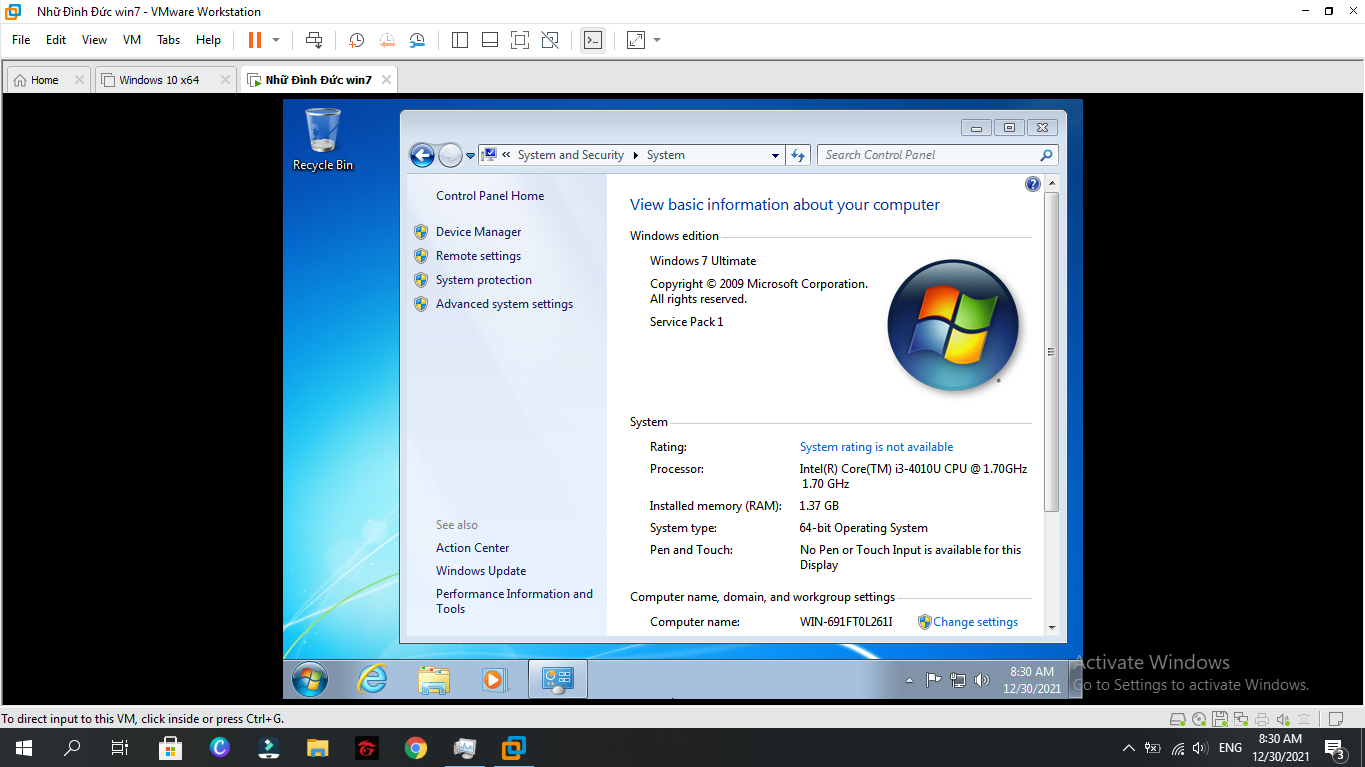 Nhữ Đình Đức win7 - VMware Workstation
File Edit View VM Tabs Help
Home Windows 10 x64 Nhữ Đình Đức win7
Recycle Bin
« System and Security System Search Control Panel
Control Panel Home
Device Manager
Remote settings
System protection
Advanced system settings
See also
Action Center
Windows Update
Performance Information and
Tools
View basic information about your computer
Windows edition
Windows 7 Ultimate
Copyright © 2009 Microsoft Corporation.
All rights reserved.
Service Pack 1
System
Rating: System rating is not available
Processor: Intel(R) Core(TM) i3-4010U CPU @ 1.70GHz
1.70 GHz
Installed memory (RAM): 1.37 GB
System type: 64-bit Operating System
Pen and Touch: No Pen or Touch Input is available for this
Display
Computer name, domain, and workgroup settings
Computer name: WIN-691FT0L261I Change settings
8:30 AM
12/30/2021
Activate Windows
Go to Settings to activate Windows.
To direct input to this VM, click inside or press Ctrl+G.
ENG
8:30 AM
12/30/2021
3